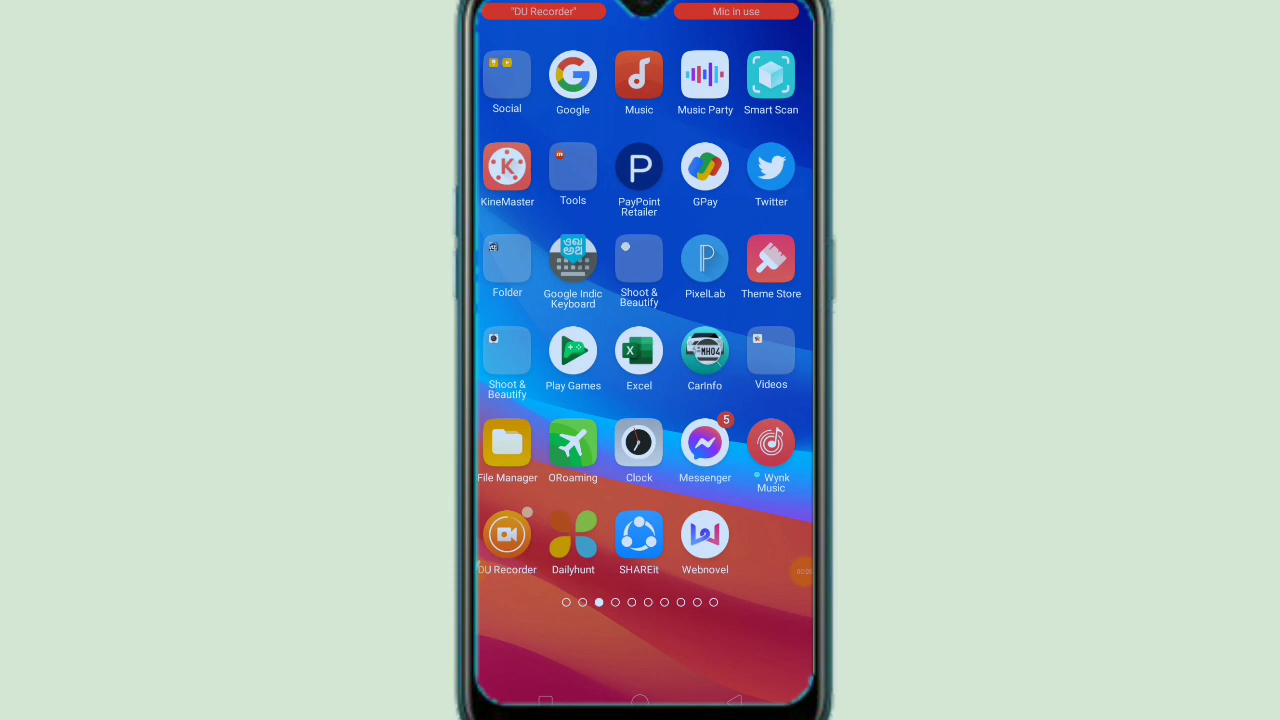 "DU Recorder" Mic in use
Social Google Music Music Party Smart Scan
KineMaster Tools PayPoint Retailer GPay Twitter
Folder Google Indic Keyboard Shoot & Beautify PixelLab Theme Store
MH04
Shoot & Beautify Play Games Excel CarInfo Videos
5
File Manager ORoaming Clock Messenger Wynk Music
DU Recorder Dailyhunt SHAREit Webnovel